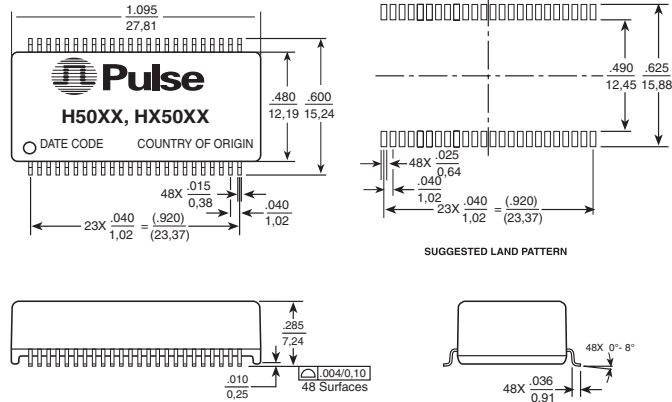 1.095
27,81
Pulse
H50XX, HX50XX
DATE CODE COUNTRY OF ORIGIN
.480
12,19
.600
15,24
48X .015
0,38
.040
1,02
23X .040 = (.920)
1,02 (23,37)
.490
12,45
.625
15,88
48X .025
0,64
.040
1,02
23X .040 = (.920)
1,02 (23,37)
SUGGESTED LAND PATTERN
.285
7,24
.010
0,25
.004/0,10
48 Surfaces
48X 0°- 8°
48X .036
0,91